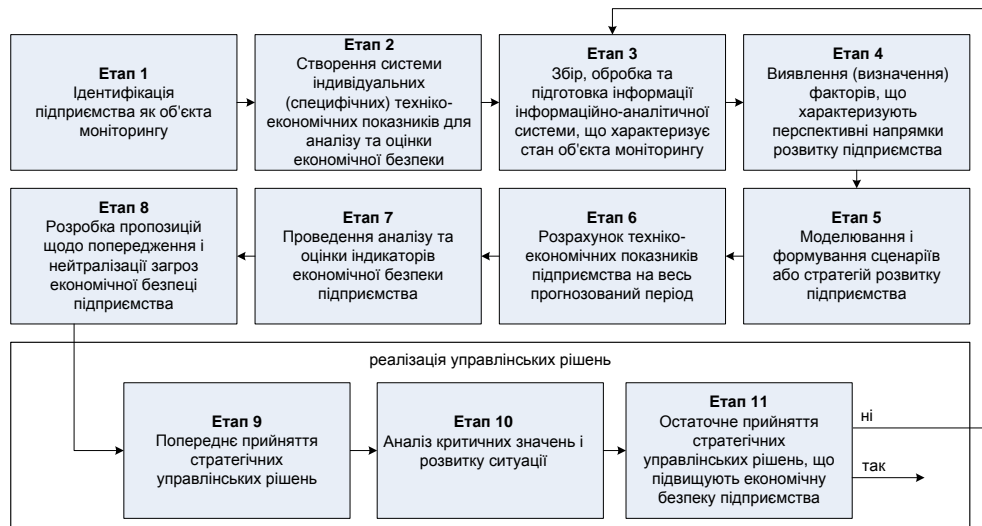 Етап 1
Ідентифікація
підприємства як об'єкта
моніторингу
Етап 2
Створення системи
індивідуальних
(специфічних) техніко-
економічних показників для
аналізу та оцінки
економічної безпеки
Етап 3
Збір, обробка та
підготовка інформації
інформаційно-аналітичної
системи, що характеризує
стан об'єкта моніторингу
Етап 4
Виявлення (визначення)
факторів, що
характеризують
перспективні напрямки
розвитку підприємства
Етап 8
Розробка пропозицій
щодо попередження і
нейтралізації загроз
економічної безпеці
підприємства
Етап 7
Проведення аналізу та
оцінки індикаторів
економічної безпеки
підприємства
Етап 6
Розрахунок техніко-
економічних показників
підприємства на весь
прогнозований період
Етап 5
Моделювання і
формування сценаріїв
або стратегій розвитку
підприємства
реалізація управлінських рішень
Етап 9
Попереднє прийняття
стратегічних
управлінських рішень
Етап 10
Аналіз критичних значень і
розвитку ситуації
Етап 11
Остаточне прийняття
стратегічних
управлінських рішень, що
підвищують економічну
безпеку підприємства
ні
так